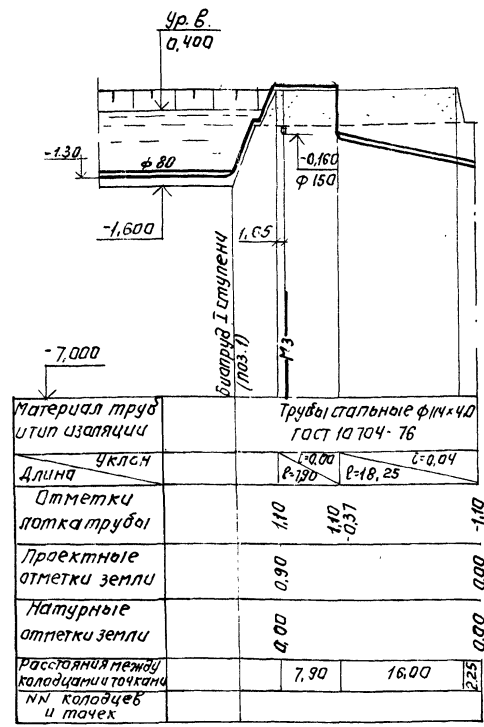 Ур. в.
0,400
-1.30
ф 80
-0,160
ф 150
-1,600
1,65
биопруд I ступени
(поз. 1)
М3
-7,000
Материал труб
и тип изоляции
Трубы стальные ф 114×4,0
ГОСТ 10704-76
Уклон
Длина
i=0,00
l=7,90
i=0,04
l=18,25
Отметки
лотка трубы
1,10
1,10
-0,37
-1,10
Проектные
отметки земли
0,90
0,00
Натурные
отметки земли
0,00
0,00
Расстояния между
колодцами и точками
7,90
16,00
2,25
NN колодцев
и точек